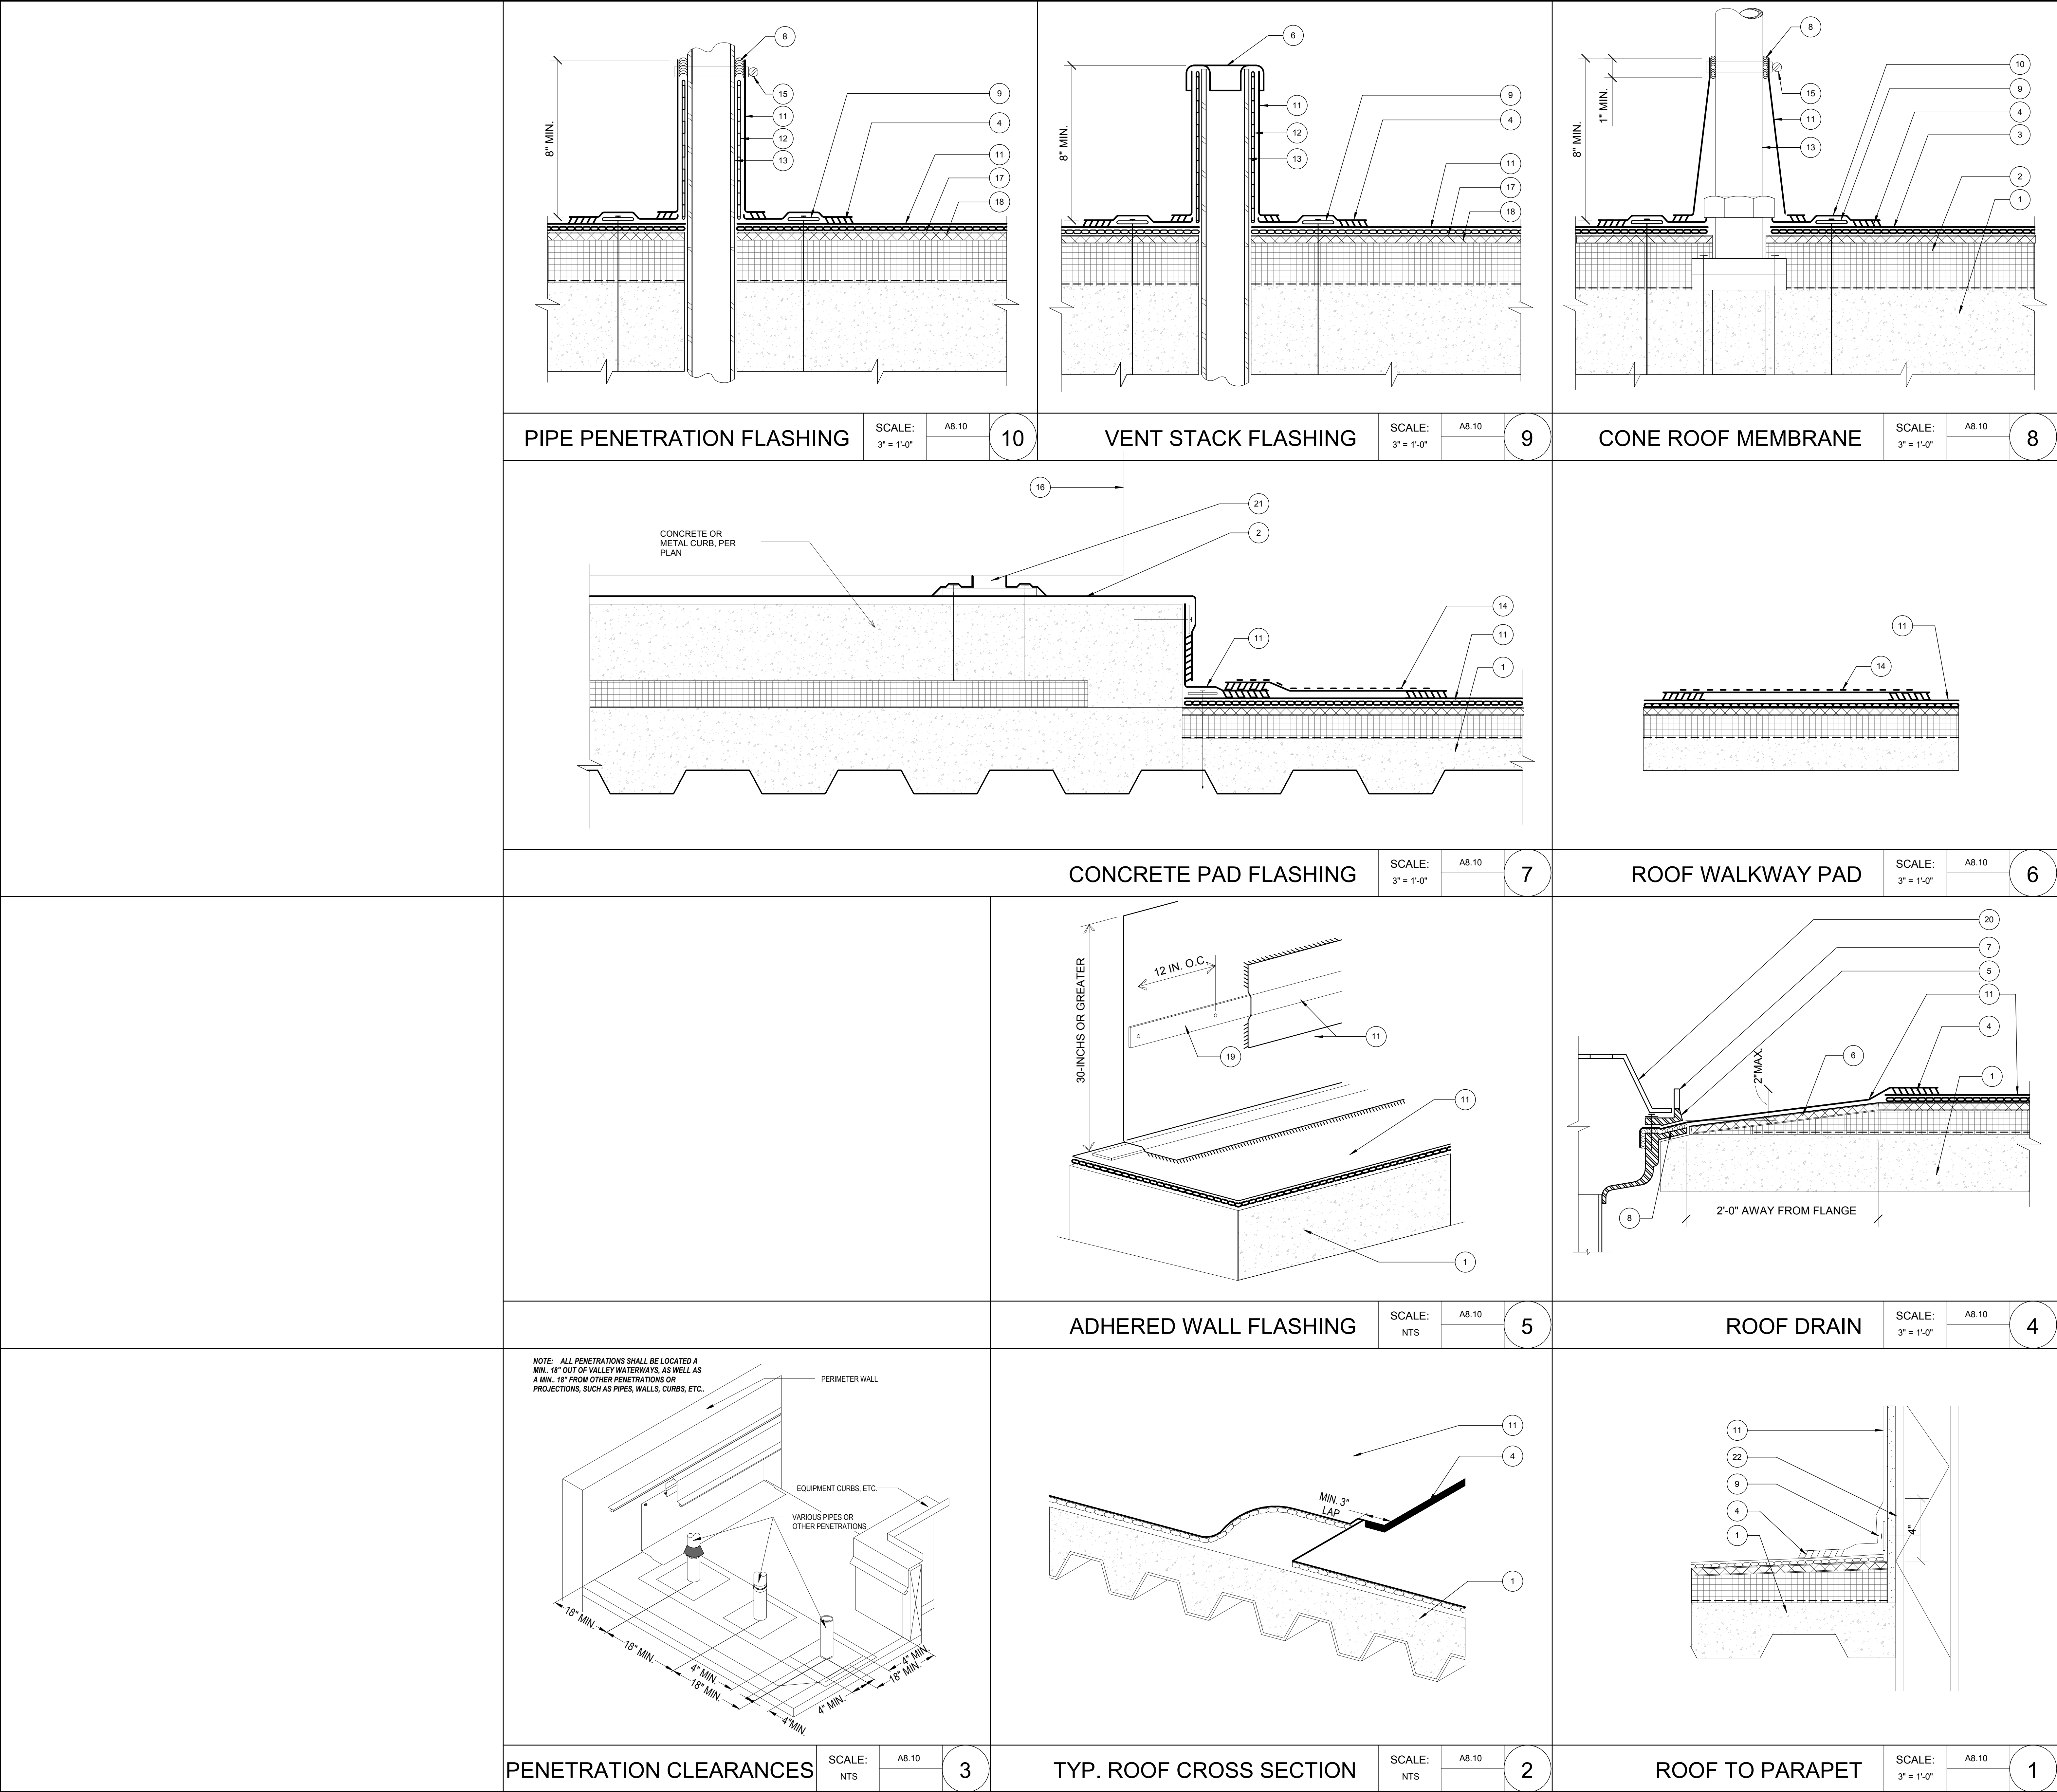 8
15
9
11
4
12
13
11
17
18
8" MIN.
PIPE PENETRATION FLASHING
SCALE:
3" = 1'-0"
A8.10
10
6
9
11
4
12
13
11
17
18
8" MIN.
VENT STACK FLASHING
SCALE:
3" = 1'-0"
A8.10
9
8
10
9
15
4
11
3
13
2
1
1" MIN.
8" MIN.
CONE ROOF MEMBRANE
SCALE:
3" = 1'-0"
A8.10
8
16
21
2
CONCRETE OR
METAL CURB, PER
PLAN
14
11
11
1
CONCRETE PAD FLASHING
SCALE:
3" = 1'-0"
A8.10
7
11
14
ROOF WALKWAY PAD
SCALE:
3" = 1'-0"
A8.10
6
30-INCHS OR GREATER
12 IN. O.C.
11
19
11
1
ADHERED WALL FLASHING
SCALE:
NTS
A8.10
5
20
7
5
11
4
6
1
2"MAX.
8
2'-0" AWAY FROM FLANGE
ROOF DRAIN
SCALE:
3" = 1'-0"
A8.10
4
NOTE: ALL PENETRATIONS SHALL BE LOCATED A
MIN.. 18" OUT OF VALLEY WATERWAYS, AS WELL AS
A MIN.. 18" FROM OTHER PENETRATIONS OR
PROJECTIONS, SUCH AS PIPES, WALLS, CURBS, ETC..
PERIMETER WALL
EQUIPMENT CURBS, ETC.
VARIOUS PIPES OR
OTHER PENETRATIONS
18" MIN.
18" MIN.
4" MIN.
18" MIN.
4"MIN.
4" MIN.
18" MIN.
4" MIN.
PENETRATION CLEARANCES
SCALE:
NTS
A8.10
3
11
4
MIN. 3"
LAP
1
TYP. ROOF CROSS SECTION
SCALE:
NTS
A8.10
2
11
22
9
4
1
4"
ROOF TO PARAPET
SCALE:
3" = 1'-0"
A8.10
1